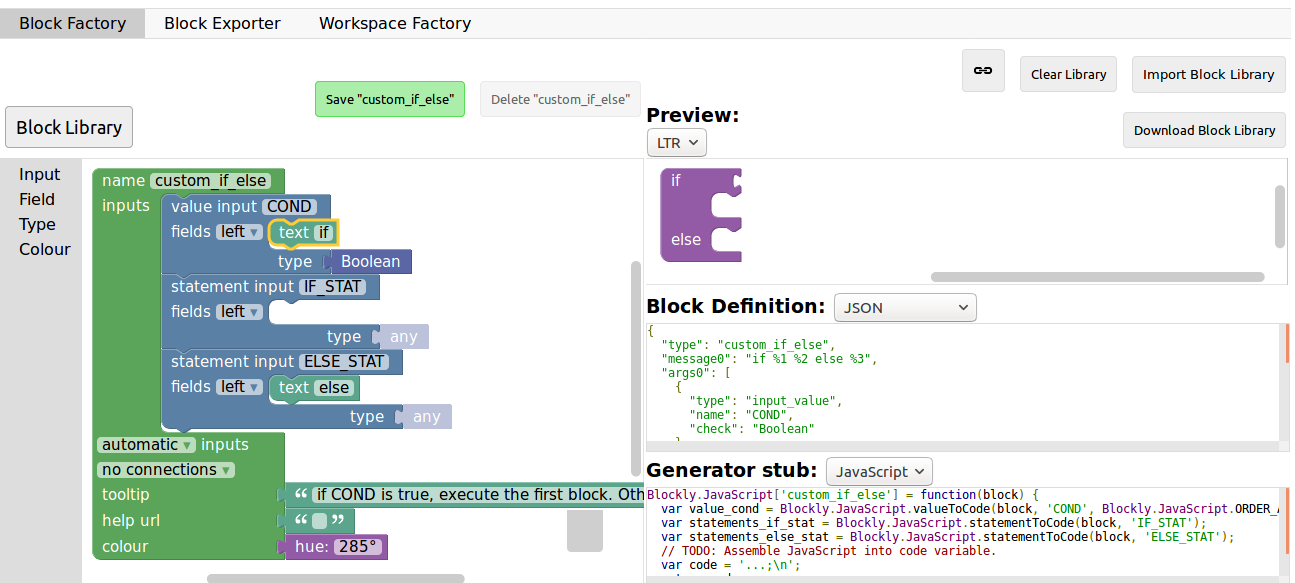 Block Factory Block Exporter Workspace Factory
Clear Library Import Block Library
Save "custom_if_else" Delete "custom_if_else"
Block Library
Preview:
Download Block Library
LTR
Input
Field
Type
Colour
name custom_if_else
inputs value input COND
fields left text if
type Boolean
statement input IF_STAT
fields left
type any
statement input ELSE_STAT
fields left text else
type any
automatic inputs
no connections
tooltip “ if COND is true, execute the first block. Oth
help url “ ”
colour hue: 285°
if
else
Block Definition: JSON
{
"type": "custom_if_else",
"message0": "if %1 %2 else %3",
"args0": [
{
"type": "input_value",
"name": "COND",
"check": "Boolean"
Generator stub: JavaScript
Blockly.JavaScript['custom_if_else'] = function(block) {
var value_cond = Blockly.JavaScript.valueToCode(block, 'COND', Blockly.JavaScript.ORDER_
var statements_if_stat = Blockly.JavaScript.statementToCode(block, 'IF_STAT');
var statements_else_stat = Blockly.JavaScript.statementToCode(block, 'ELSE_STAT');
// TODO: Assemble JavaScript into code variable.
var code = '...;\n';